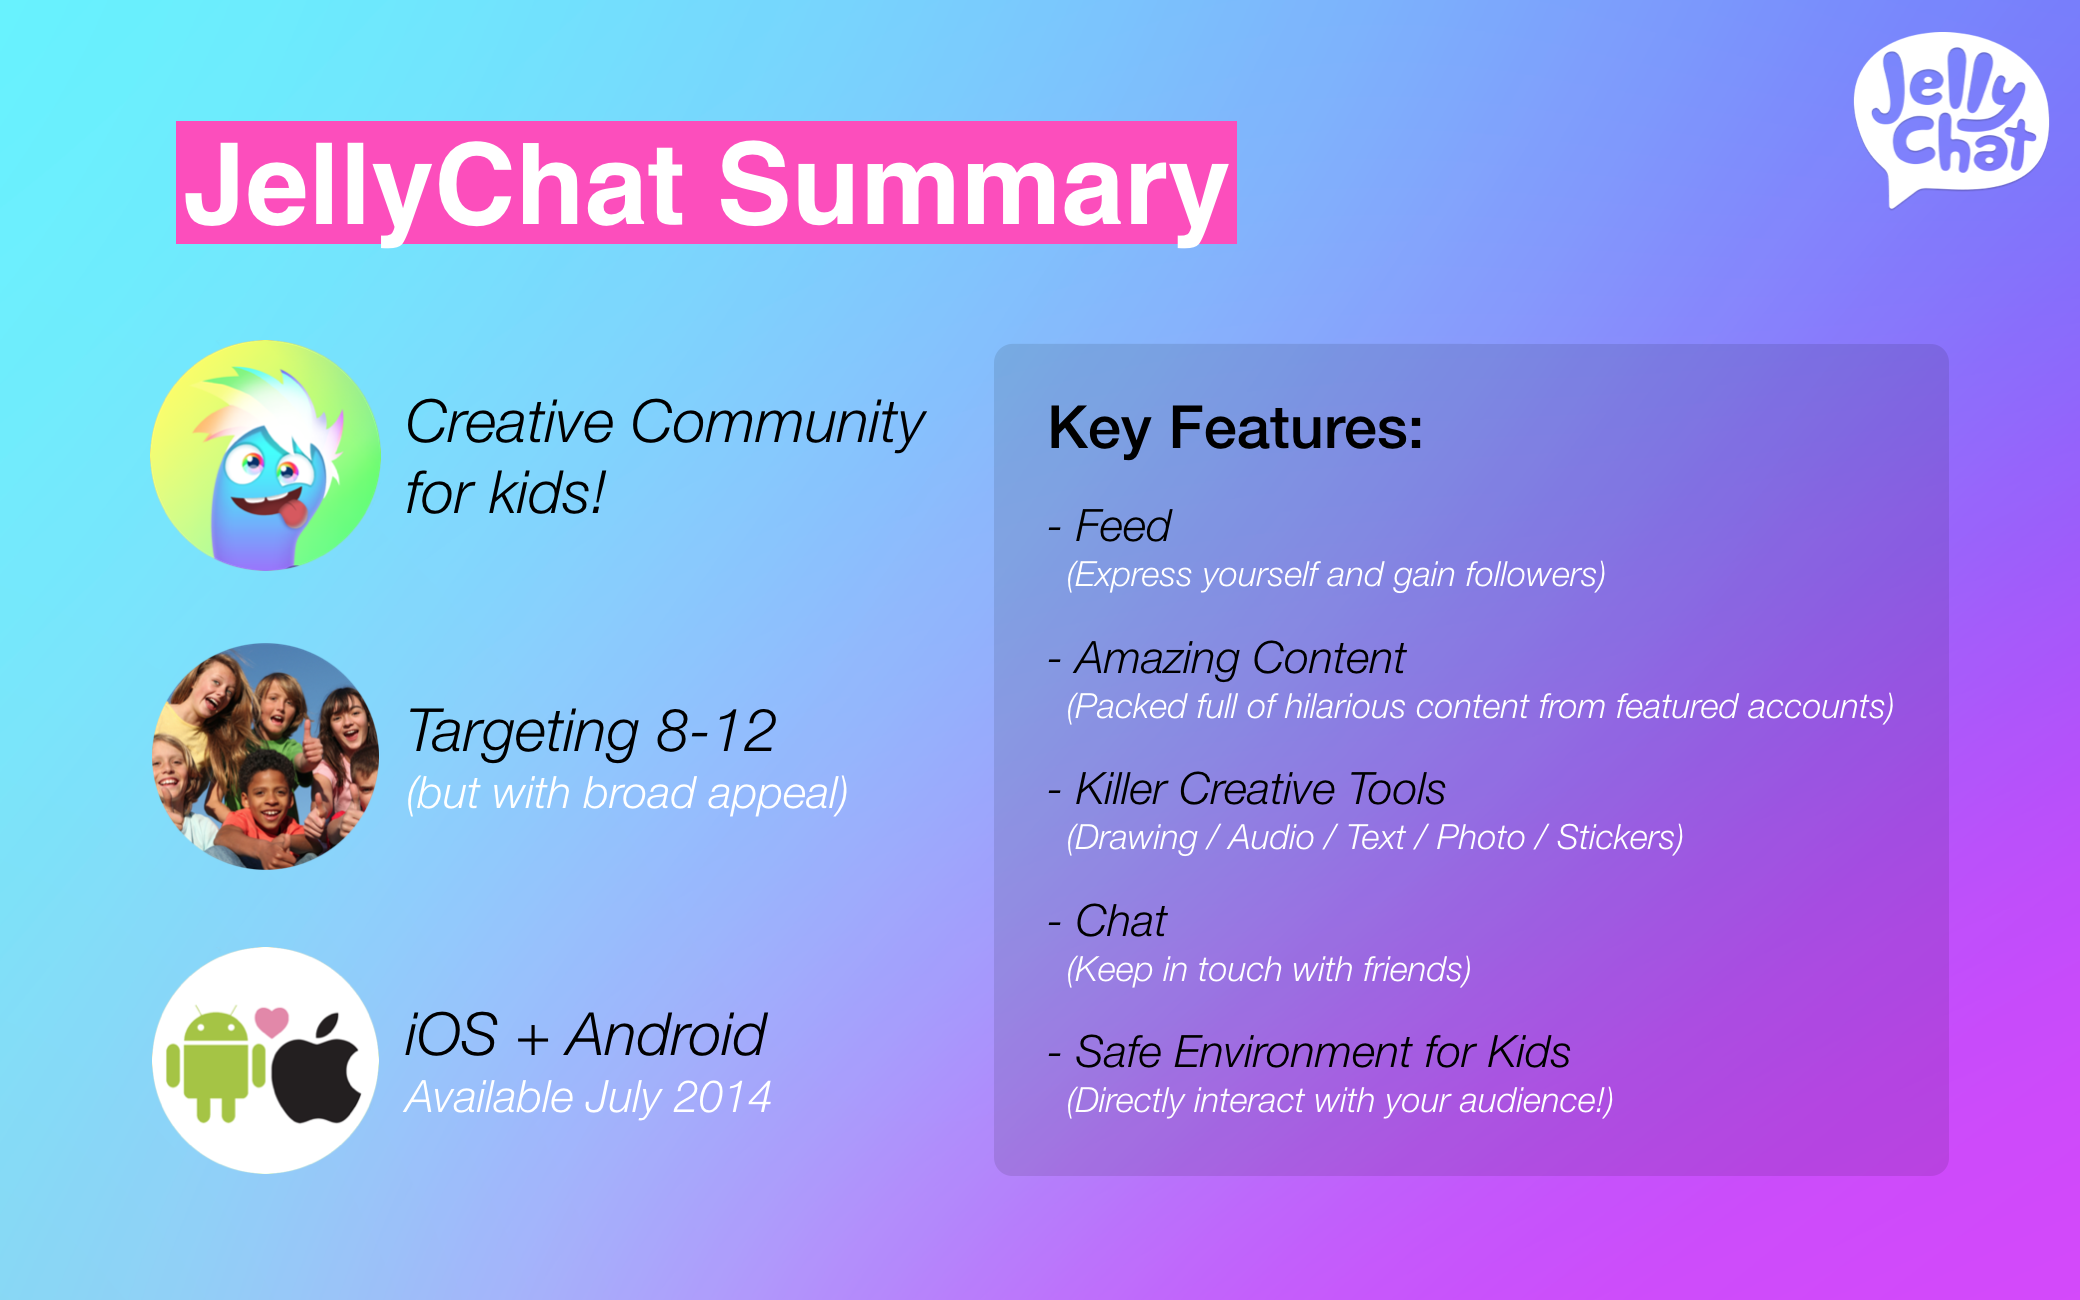 Jelly
Chat
JellyChat Summary
Creative Community
for kids!
Targeting 8-12
(but with broad appeal)
iOS + Android
Available July 2014
Key Features:
- Feed
(Express yourself and gain followers)
- Amazing Content
(Packed full of hilarious content from featured accounts)
- Killer Creative Tools
(Drawing / Audio / Text / Photo / Stickers)
- Chat
(Keep in touch with friends)
- Safe Environment for Kids
(Directly interact with your audience!)